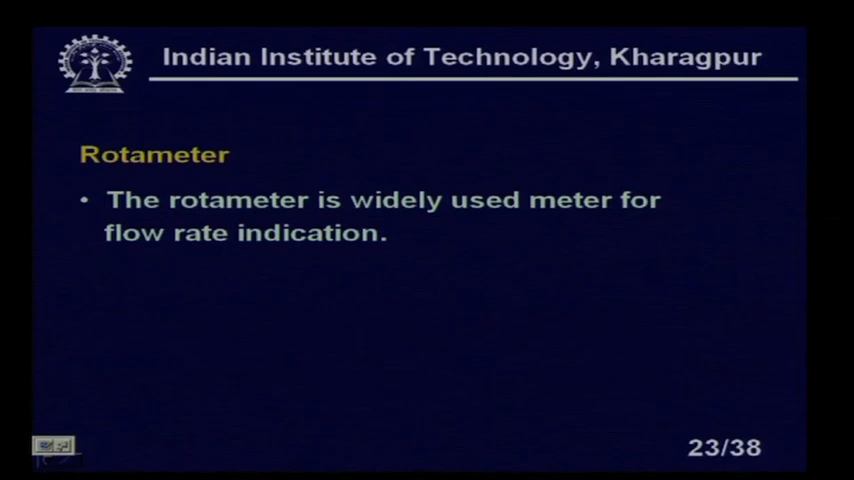 Indian Institute of Technology, Kharagpur
Rotameter
• The rotameter is widely used meter for
flow rate indication.
23/38